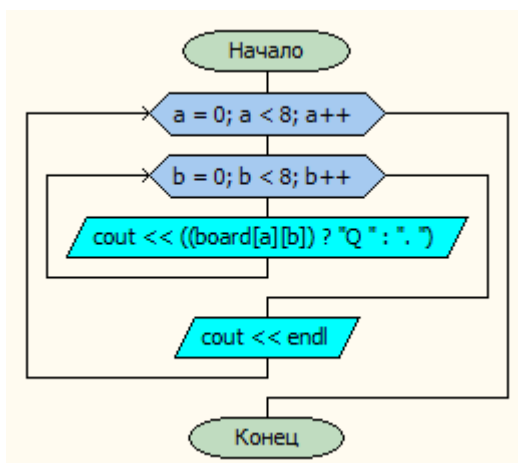 Начало
a = 0; a < 8; a++
b = 0; b < 8; b++
cout << ((board[a][b]) ? "Q " : ". ")
cout << endl
Конец